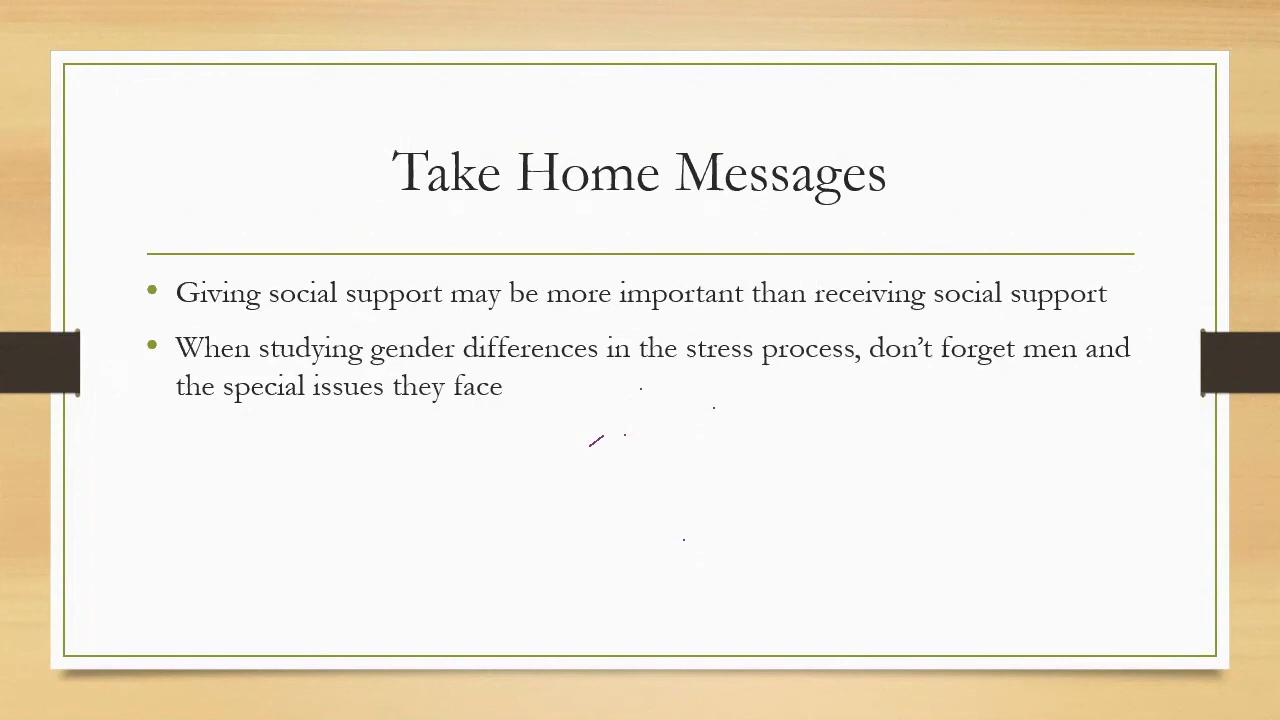 Take Home Messages
• Giving social support may be more important than receiving social support
• When studying gender differences in the stress process, don’t forget men and
the special issues they face